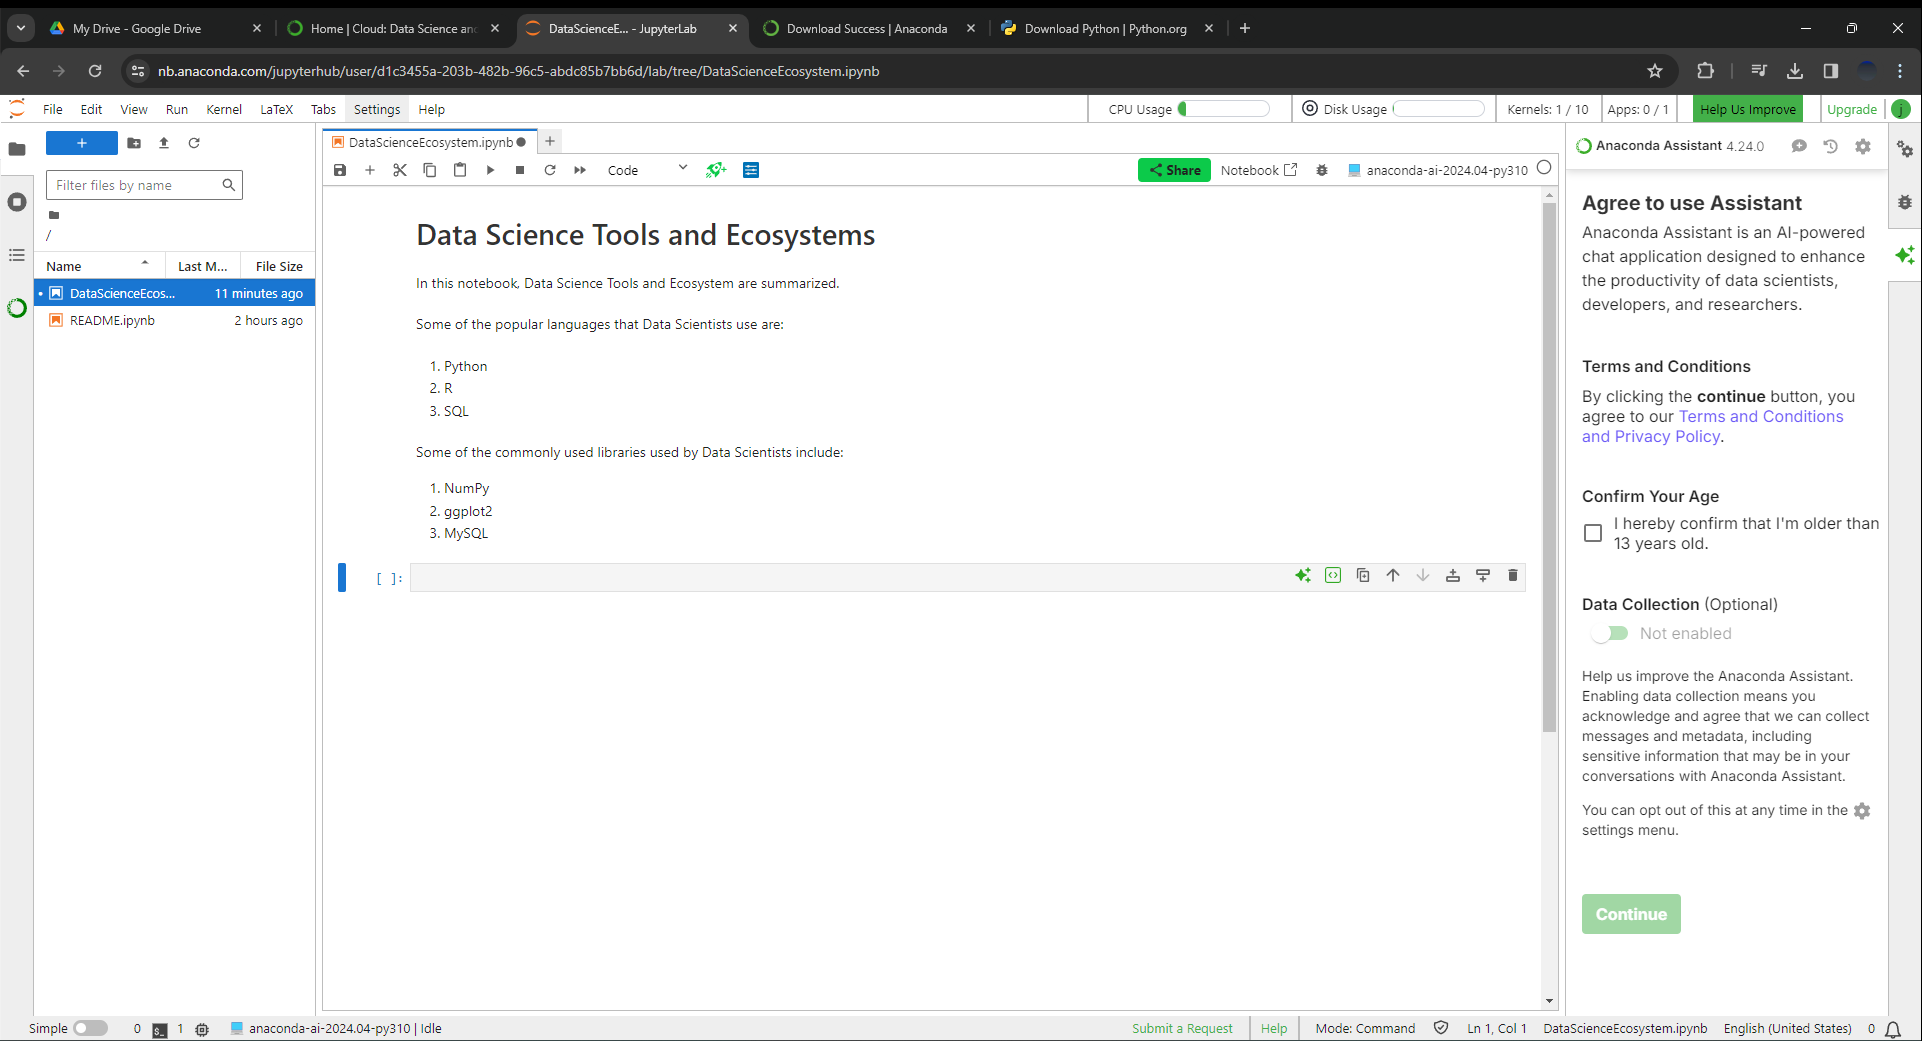 My Drive - Google Drive
Home | Cloud: Data Science an
DataScienceE... - JupyterLab
Download Success | Anaconda
Download Python | Python.org
nb.anaconda.com/jupyterhub/user/d1c3455a-203b-482b-96c5-abdc85b7bb6d/lab/tree/DataScienceEcosystem.ipynb
File Edit View Run Kernel LaTeX Tabs Settings Help
CPU Usage
Disk Usage
Kernels: 1 / 10
Apps: 0 / 1
Help Us Improve
Upgrade
j
Filter files by name
/
Name Last M... File Size
DataScienceEcos... 11 minutes ago
README.ipynb 2 hours ago
DataScienceEcosystem.ipynb
Code
Share
Notebook
anaconda-ai-2024.04-py310
Data Science Tools and Ecosystems
In this notebook, Data Science Tools and Ecosystem are summarized.
Some of the popular languages that Data Scientists use are:
1. Python
2. R
3. SQL
Some of the commonly used libraries used by Data Scientists include:
1. NumPy
2. ggplot2
3. MySQL
[ ]:
Anaconda Assistant 4.24.0
Agree to use Assistant
Anaconda Assistant is an AI-powered
chat application designed to enhance
the productivity of data scientists,
developers, and researchers.
Terms and Conditions
By clicking the continue button, you
agree to our Terms and Conditions
and Privacy Policy.
Confirm Your Age
I hereby confirm that I'm older than
13 years old.
Data Collection (Optional)
Not enabled
Help us improve the Anaconda Assistant.
Enabling data collection means you
acknowledge and agree that we can collect
messages and metadata, including
sensitive information that may be in your
conversations with Anaconda Assistant.
You can opt out of this at any time in the
settings menu.
Continue
Simple 0 1 anaconda-ai-2024.04-py310 | Idle
Submit a Request Help Mode: Command Ln 1, Col 1 DataScienceEcosystem.ipynb English (United States) 0